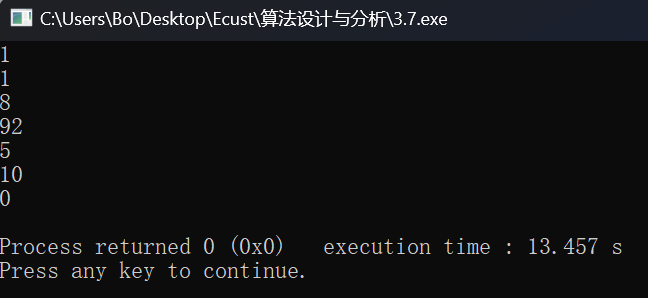 C:\Users\Bo\Desktop\Ecust\算法设计与分析\3.7.exe
1
1
8
92
5
10
0
Process returned 0 (0x0)   execution time : 13.457 s
Press any key to continue.